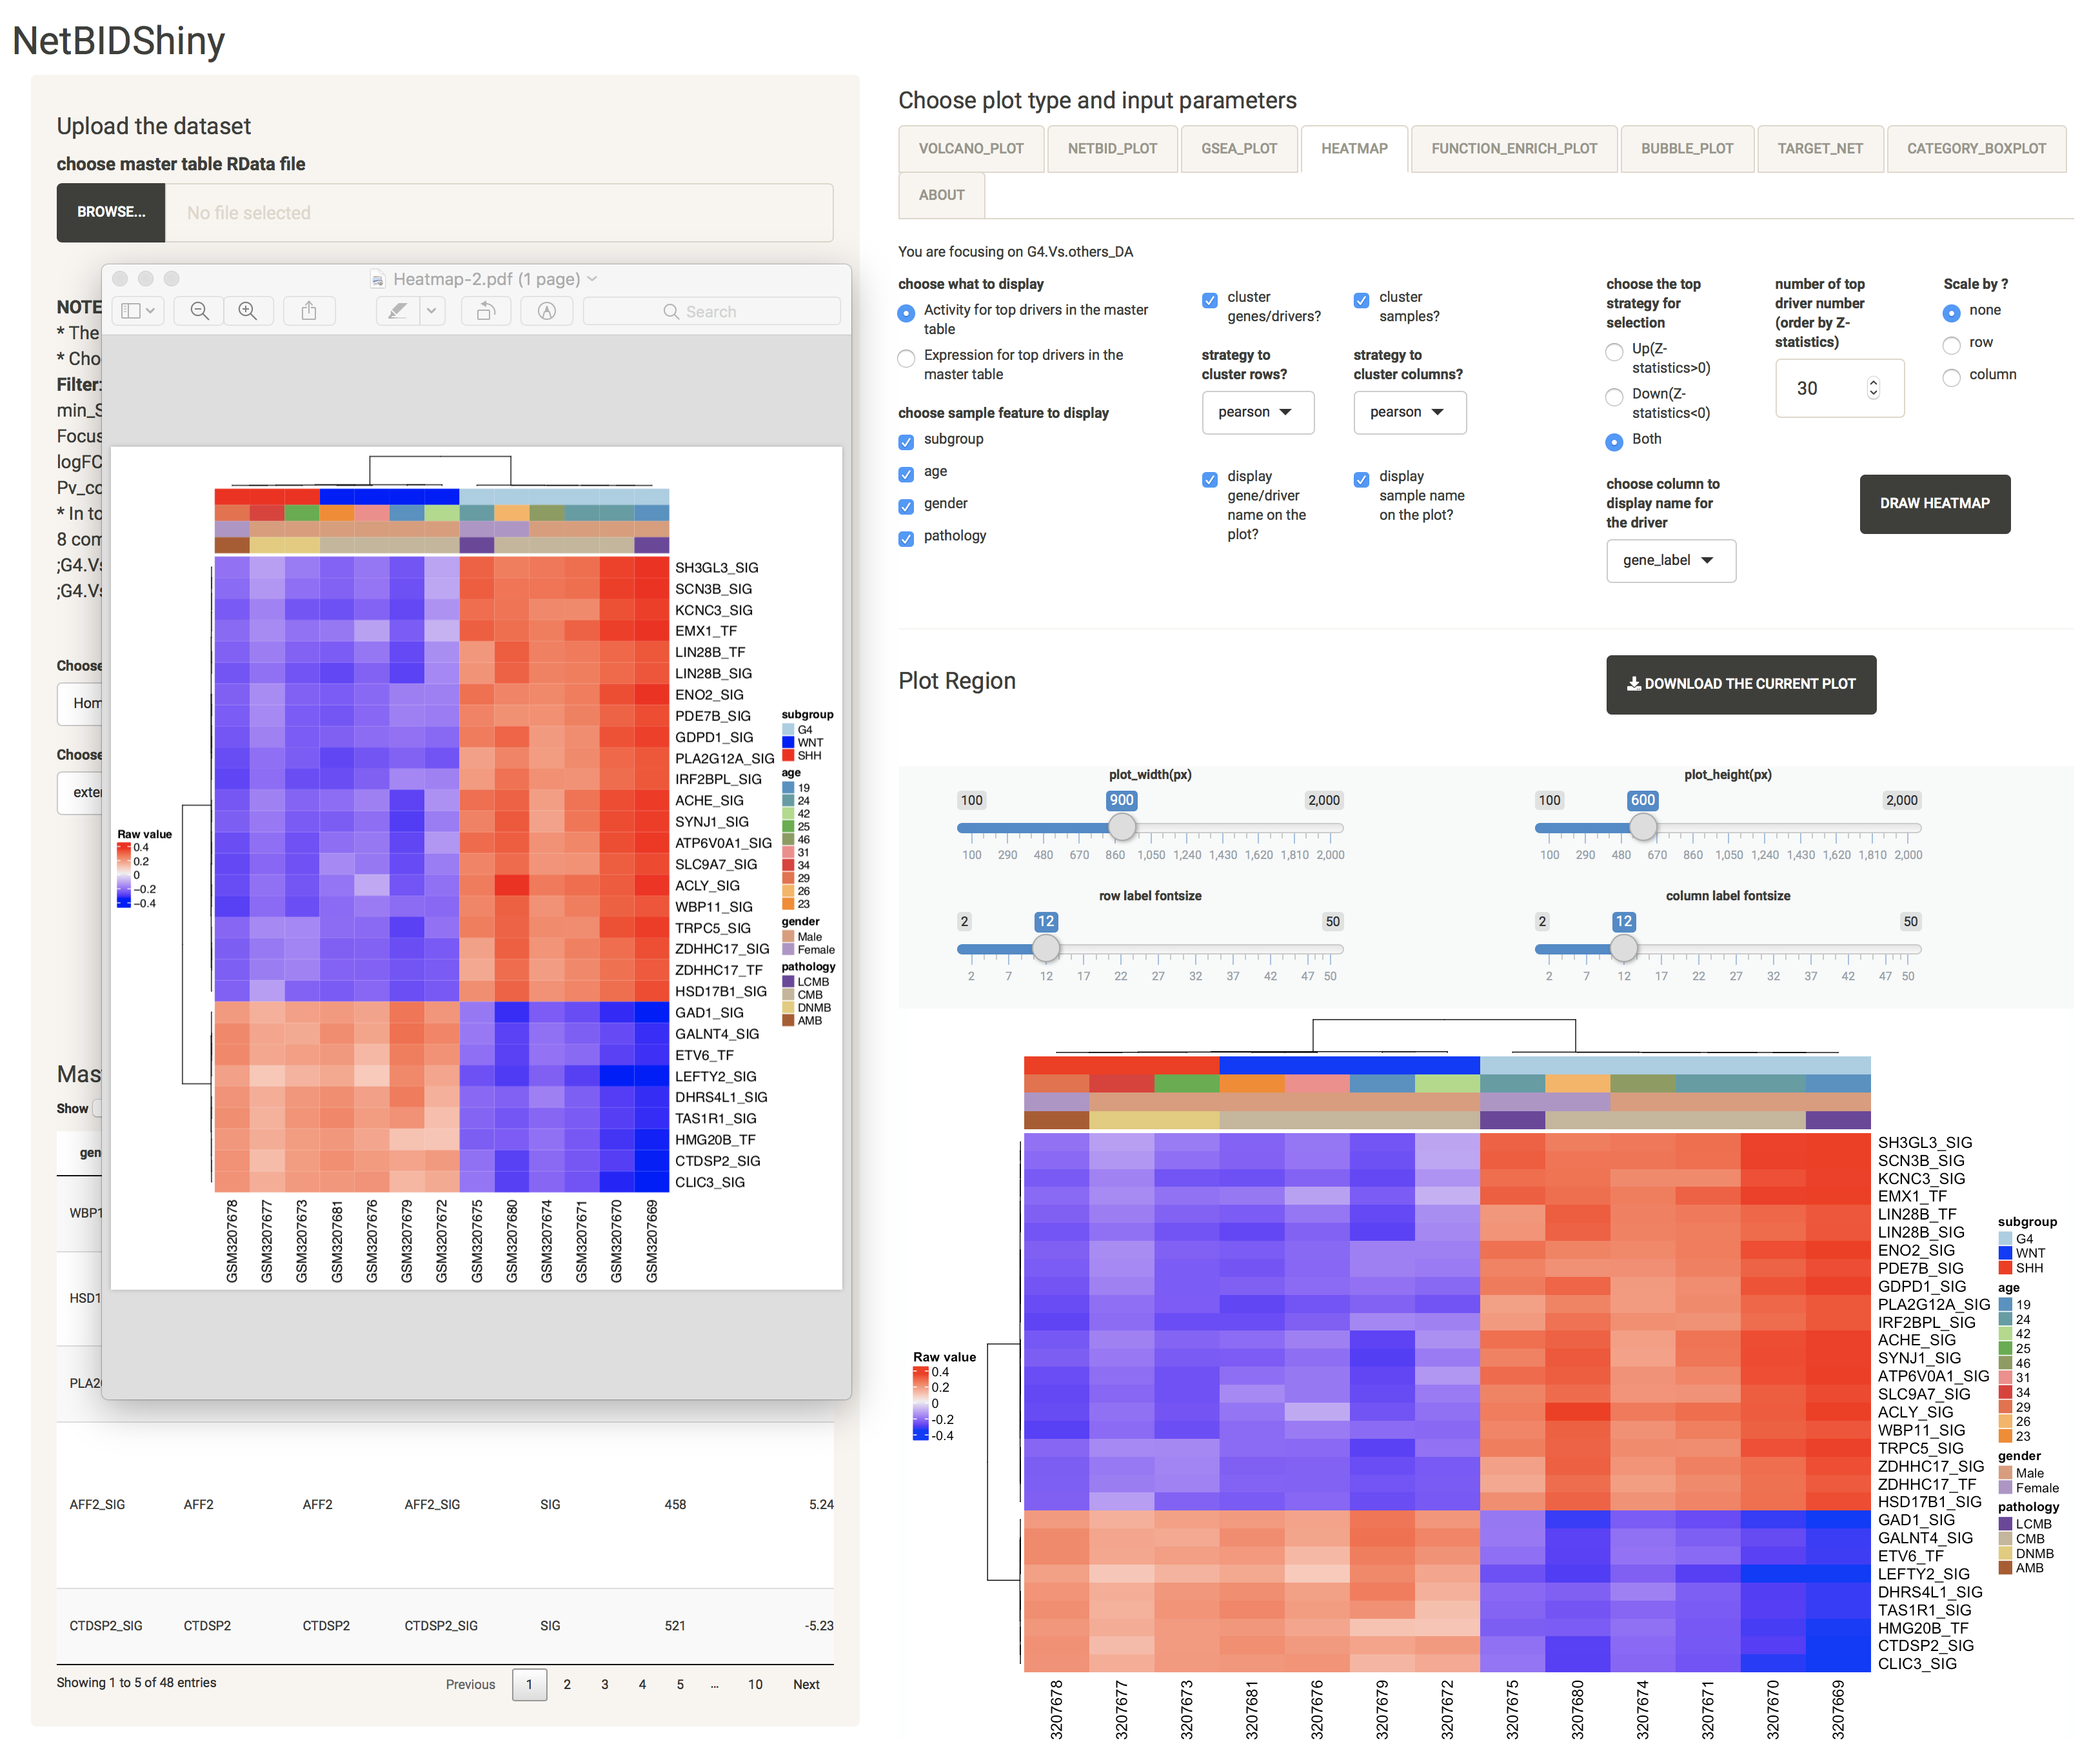 NetBIDShiny
Upload the dataset
choose master table RData file
BROWSE...
No file selected
NOTE
* The
* Cho
Filter:
min_S
Focus
logFC
Pv_co
* In to
8 com
;G4.Vs
;G4.Vs
Choose
Hom
Choose
exter
Mas
Show
gen
WBP1
HSD1
PLA2
AFF2_SIG AFF2 AFF2 AFF2_SIG SIG 458 5.24
CTDSP2_SIG CTDSP2 CTDSP2 CTDSP2_SIG SIG 521 -5.23
Showing 1 to 5 of 48 entries
Previous 1 2 3 4 5 ... 10 Next
Heatmap-2.pdf (1 page)
Search
SH3GL3_SIG
SCN3B_SIG
KCNC3_SIG
EMX1_TF
LIN28B_TF
LIN28B_SIG
ENO2_SIG
PDE7B_SIG
GDPD1_SIG
PLA2G12A_SIG
IRF2BPL_SIG
ACHE_SIG
SYNJ1_SIG
ATP6V0A1_SIG
SLC9A7_SIG
ACLY_SIG
WBP11_SIG
TRPC5_SIG
ZDHHC17_SIG
ZDHHC17_TF
HSD17B1_SIG
GAD1_SIG
GALNT4_SIG
ETV6_TF
LEFTY2_SIG
DHRS4L1_SIG
TAS1R1_SIG
HMG20B_TF
CTDSP2_SIG
CLIC3_SIG
Raw value
0.4
0.2
0
−0.2
−0.4
subgroup
G4
WNT
SHH
age
19
24
42
25
46
31
34
29
26
23
gender
Male
Female
pathology
LCMB
CMB
DNMB
AMB
GSM3207678
GSM3207677
GSM3207673
GSM3207681
GSM3207676
GSM3207679
GSM3207672
GSM3207675
GSM3207680
GSM3207674
GSM3207671
GSM3207670
GSM3207669
Choose plot type and input parameters
VOLCANO_PLOT NETBID_PLOT GSEA_PLOT HEATMAP FUNCTION_ENRICH_PLOT BUBBLE_PLOT TARGET_NET CATEGORY_BOXPLOT
ABOUT
You are focusing on G4.Vs.others_DA
choose what to display
Activity for top drivers in the master
table
Expression for top drivers in the
master table
choose sample feature to display
subgroup
age
gender
pathology
cluster
genes/drivers?
strategy to
cluster rows?
pearson
display
gene/driver
name on the
plot?
cluster
samples?
strategy to
cluster columns?
pearson
display
sample name
on the plot?
choose the top
strategy for
selection
Up(Z-
statistics>0)
Down(Z-
statistics<0)
Both
choose column to
display name for
the driver
gene_label
number of top
driver number
(order by Z-
statistics)
30
Scale by ?
none
row
column
DRAW HEATMAP
Plot Region
DOWNLOAD THE CURRENT PLOT
plot_width(px)
100 900 2,000
100 290 480 670 860 1,050 1,240 1,430 1,620 1,810 2,000
plot_height(px)
100 600 2,000
100 290 480 670 860 1,050 1,240 1,430 1,620 1,810 2,000
row label fontsize
2 12 50
2 7 12 17 22 27 32 37 42 47 50
column label fontsize
2 12 50
2 7 12 17 22 27 32 37 42 47 50
SH3GL3_SIG
SCN3B_SIG
KCNC3_SIG
EMX1_TF
LIN28B_TF
LIN28B_SIG
ENO2_SIG
PDE7B_SIG
GDPD1_SIG
PLA2G12A_SIG
IRF2BPL_SIG
ACHE_SIG
SYNJ1_SIG
ATP6V0A1_SIG
SLC9A7_SIG
ACLY_SIG
WBP11_SIG
TRPC5_SIG
ZDHHC17_SIG
ZDHHC17_TF
HSD17B1_SIG
GAD1_SIG
GALNT4_SIG
ETV6_TF
LEFTY2_SIG
DHRS4L1_SIG
TAS1R1_SIG
HMG20B_TF
CTDSP2_SIG
CLIC3_SIG
Raw value
0.4
0.2
0
-0.2
-0.4
subgroup
G4
WNT
SHH
age
19
24
42
25
46
31
34
29
26
23
gender
Male
Female
pathology
LCMB
CMB
DNMB
AMB
3207678
3207677
3207673
3207681
3207676
3207679
3207672
3207675
3207680
3207674
3207671
3207670
3207669